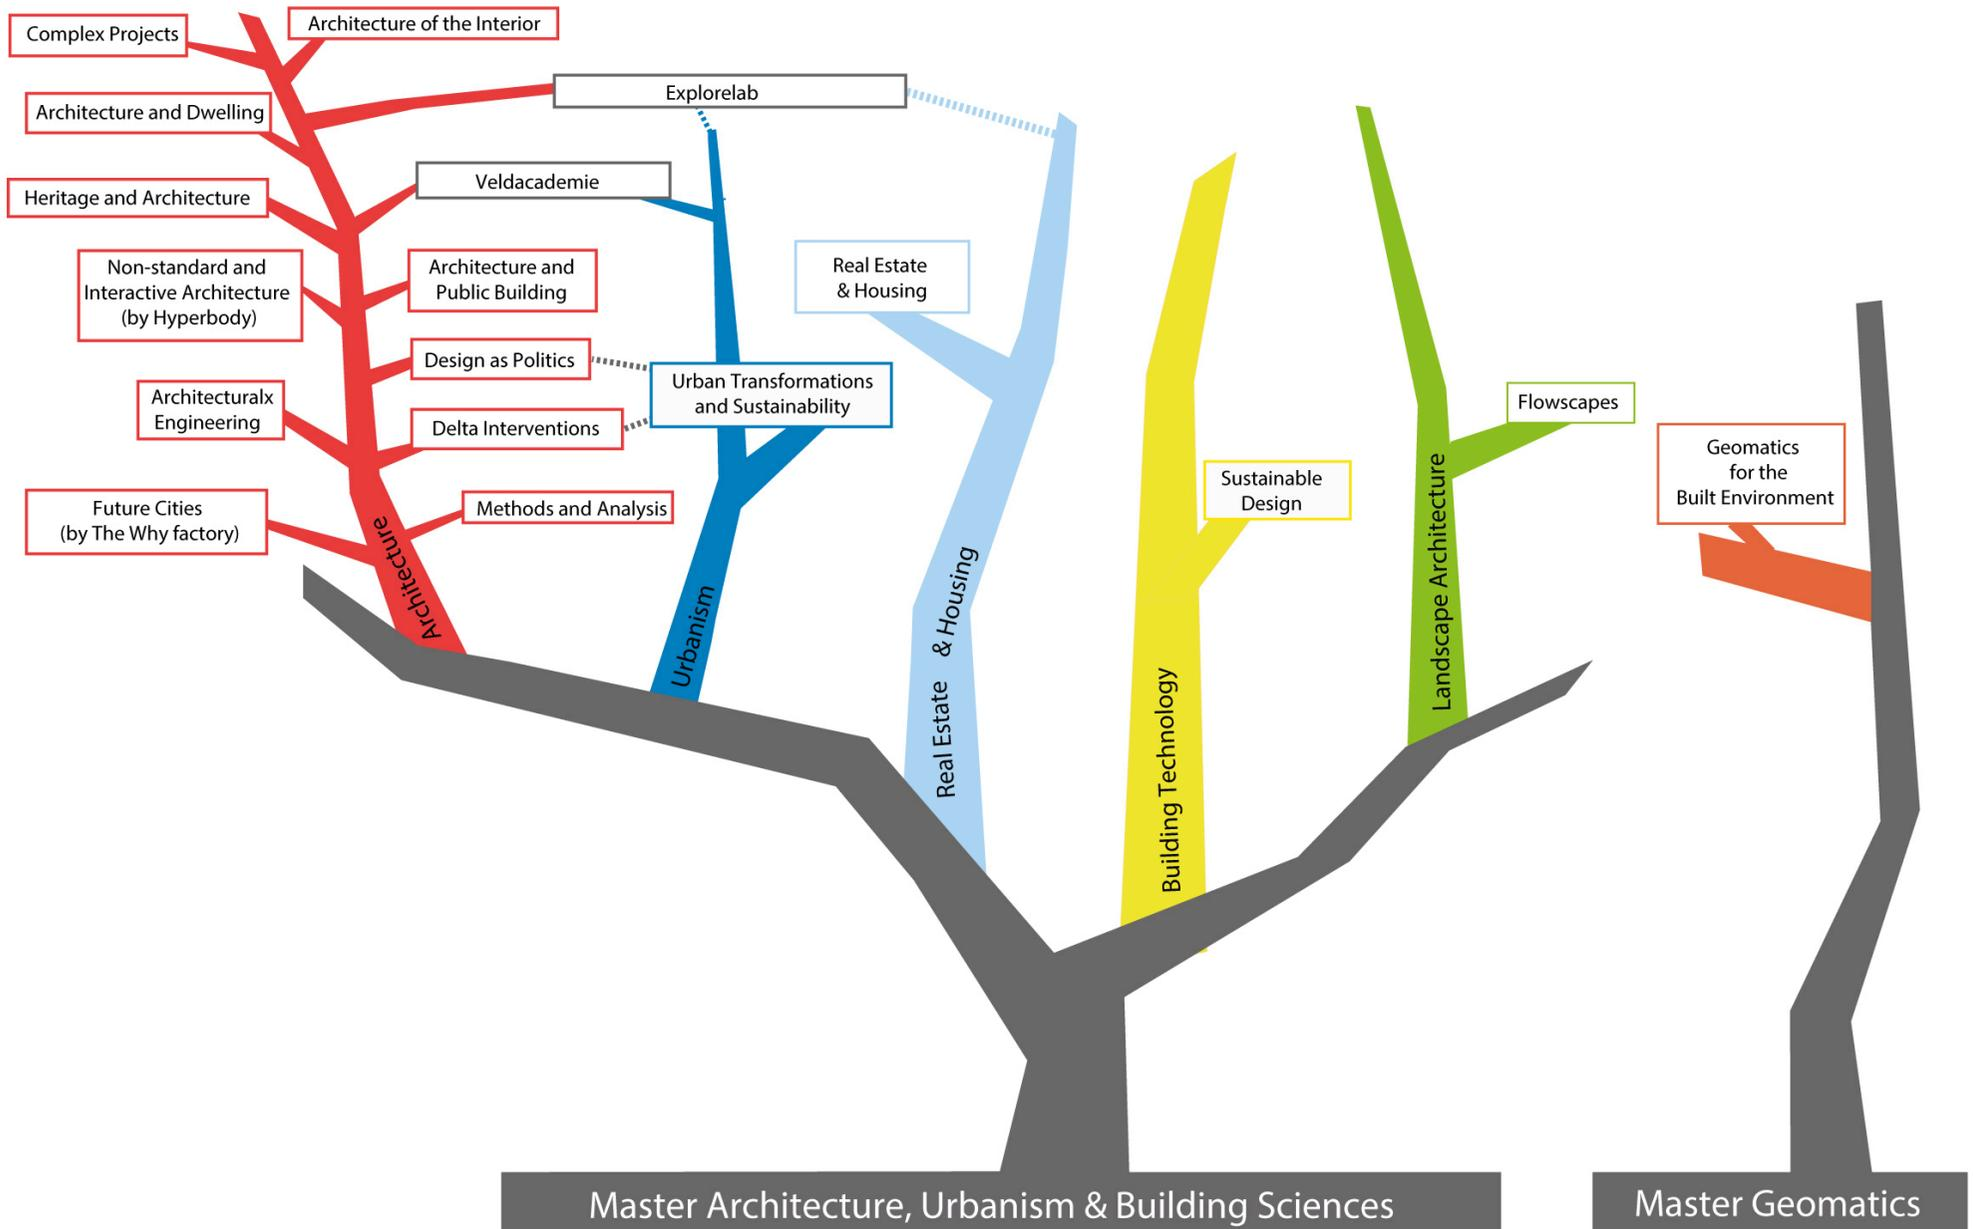 Complex Projects
Architecture of the Interior
Explorelab
Architecture and Dwelling
Veldacademie
Heritage and Architecture
Non-standard and
Interactive Architecture
(by Hyperbody)
Architecture and
Public Building
Real Estate
& Housing
Design as Politics
Urban Transformations
and Sustainability
Architecturalx
Engineering
Delta Interventions
Flowscapes
Geomatics
for the
Built Environment
Sustainable
Design
Future Cities
(by The Why factory)
Methods and Analysis
Architecture
Urbanism
Real Estate & Housing
Building Technology
Landscape Architecture
Master Architecture, Urbanism & Building Sciences
Master Geomatics